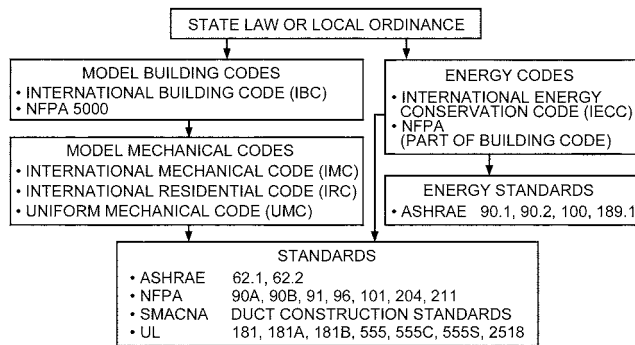 STATE LAW OR LOCAL ORDINANCE
MODEL BUILDING CODES
• INTERNATIONAL BUILDING CODE (IBC)
• NFPA 5000
ENERGY CODES
• INTERNATIONAL ENERGY
CONSERVATION CODE (IECC)
• NFPA
(PART OF BUILDING CODE)
MODEL MECHANICAL CODES
• INTERNATIONAL MECHANICAL CODE (IMC)
• INTERNATIONAL RESIDENTIAL CODE (IRC)
• UNIFORM MECHANICAL CODE (UMC)
ENERGY STANDARDS
• ASHRAE 90.1, 90.2, 100, 189.1
STANDARDS
• ASHRAE 62.1, 62.2
• NFPA 90A, 90B, 91, 96, 101, 204, 211
• SMACNA DUCT CONSTRUCTION STANDARDS
• UL 181, 181A, 181B, 555, 555C, 555S, 2518